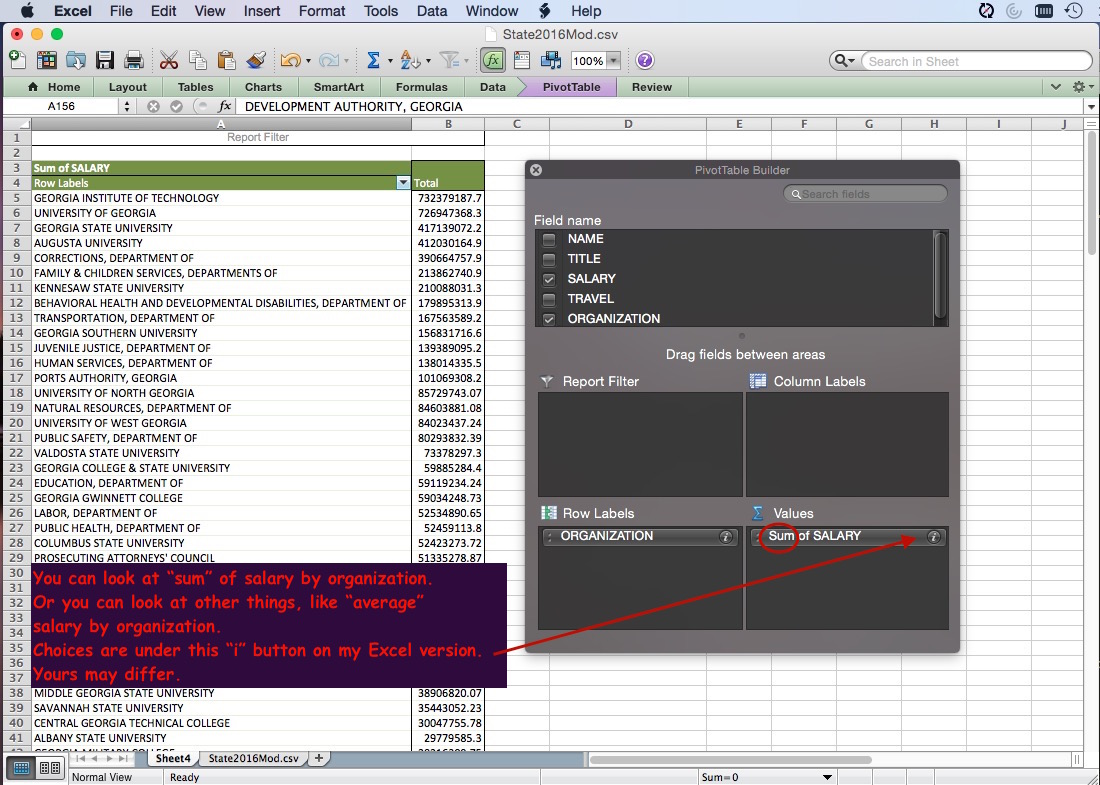 Excel File Edit View Insert Format Tools Data Window Help
State2016Mod.csv
100% Search in Sheet
Home Layout Tables Charts SmartArt Formulas Data PivotTable Review
A156 fx DEVELOPMENT AUTHORITY, GEORGIA
A B C D E F G H I J
1 Report Filter
2
3 Sum of SALARY
4 Row Labels Total
5 GEORGIA INSTITUTE OF TECHNOLOGY 732379187.7
6 UNIVERSITY OF GEORGIA 726947368.3
7 GEORGIA STATE UNIVERSITY 417139072.2
8 AUGUSTA UNIVERSITY 412030164.9
9 CORRECTIONS, DEPARTMENT OF 390664757.9
10 FAMILY & CHILDREN SERVICES, DEPARTMENTS OF 213862740.9
11 KENNESAW STATE UNIVERSITY 210088031.3
12 BEHAVIORAL HEALTH AND DEVELOPMENTAL DISABILITIES, DEPARTMENT OF 179895313.9
13 TRANSPORTATION, DEPARTMENT OF 167563589.2
14 GEORGIA SOUTHERN UNIVERSITY 156831716.6
15 JUVENILE JUSTICE, DEPARTMENT OF 139389095.2
16 HUMAN SERVICES, DEPARTMENT OF 138014335.5
17 PORTS AUTHORITY, GEORGIA 101069308.2
18 UNIVERSITY OF NORTH GEORGIA 85729743.07
19 NATURAL RESOURCES, DEPARTMENT OF 84603881.08
20 UNIVERSITY OF WEST GEORGIA 84023437.24
21 PUBLIC SAFETY, DEPARTMENT OF 80293832.39
22 VALDOSTA STATE UNIVERSITY 73378297.3
23 GEORGIA COLLEGE & STATE UNIVERSITY 59885284.4
24 EDUCATION, DEPARTMENT OF 59119234.24
25 GEORGIA GWINNETT COLLEGE 59034248.73
26 LABOR, DEPARTMENT OF 52534890.65
27 PUBLIC HEALTH, DEPARTMENT OF 52459113.8
28 COLUMBUS STATE UNIVERSITY 52423273.72
29 PROSECUTING ATTORNEYS' COUNCIL 51335278.87
30
31
32
33
34
35
36
37
You can look at “sum” of salary by organization.
Or you can look at other things, like “average”
salary by organization.
Choices are under this “i” button on my Excel version.
Yours may differ.
38 MIDDLE GEORGIA STATE UNIVERSITY 38906820.07
39 SAVANNAH STATE UNIVERSITY 35443052.23
40 CENTRAL GEORGIA TECHNICAL COLLEGE 30047755.78
41 ALBANY STATE UNIVERSITY 29779585.3
PivotTable Builder
Search fields
Field name
NAME
TITLE
SALARY
TRAVEL
ORGANIZATION
Drag fields between areas
Report Filter Column Labels
Row Labels Values
ORGANIZATION i Sum of SALARY i
Sheet4 State2016Mod.csv +
Normal View Ready Sum=0